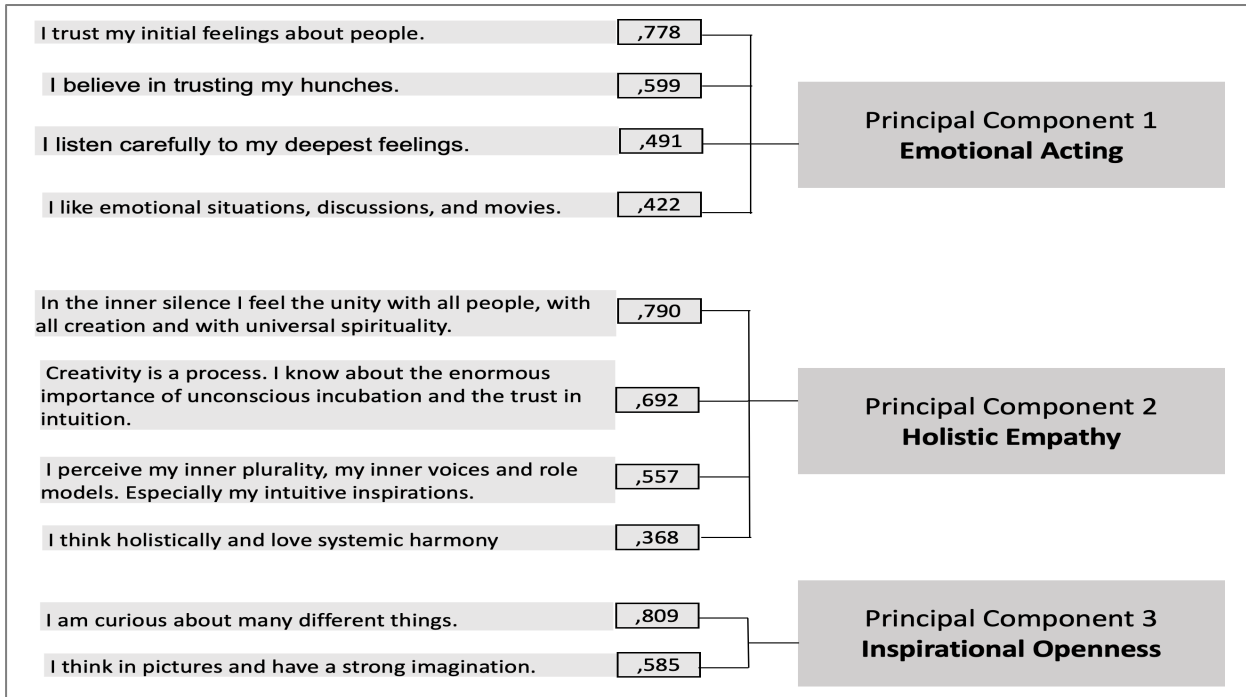 I trust my initial feelings about people.
,778
I believe in trusting my hunches.
,599
I listen carefully to my deepest feelings.
,491
I like emotional situations, discussions, and movies.
,422
Principal Component 1
Emotional Acting
In the inner silence I feel the unity with all people, with
all creation and with universal spirituality.
,790
Creativity is a process. I know about the enormous
importance of unconscious incubation and the trust in
intuition.
,692
I perceive my inner plurality, my inner voices and role
models. Especially my intuitive inspirations.
,557
I think holistically and love systemic harmony
,368
Principal Component 2
Holistic Empathy
I am curious about many different things.
,809
I think in pictures and have a strong imagination.
,585
Principal Component 3
Inspirational Openness